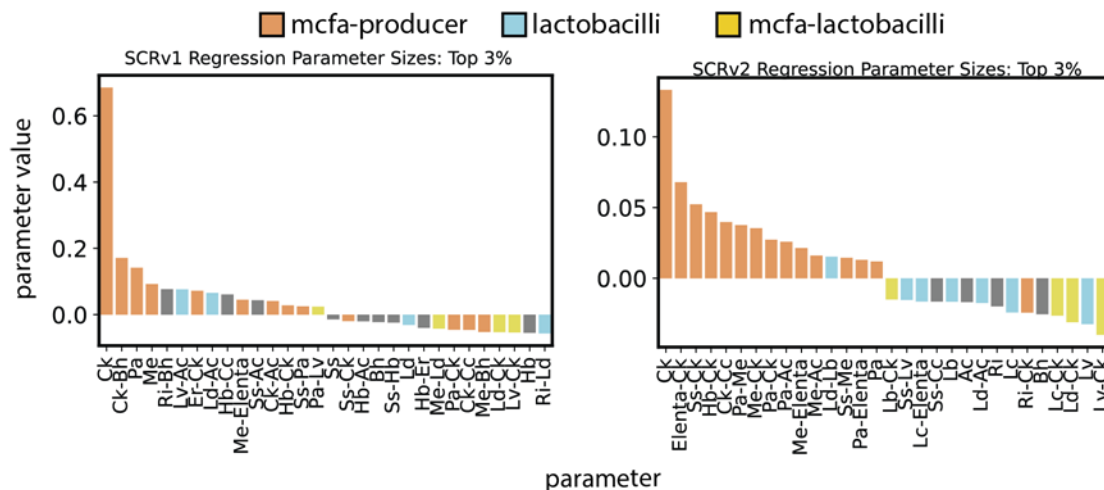 mcfa-producer
lactobacilli
mcfa-lactobacilli
SCRv1 Regression Parameter Sizes: Top 3%
SCRv2 Regression Parameter Sizes: Top 3%
parameter value
0.6
0.4
0.2
0.0
0.10
0.05
0.00
Ck
Ck-Bh
Pa
Me
Ri-Bh
Lv-Ac
Er-Ck
Ld-Ac
Hb-Cc
Me-Elenta
Ss-Ac
Ck-Ac
Hb-Ck
Ss-Pa
Pa-Lv
Ss
Ss-Ck
Hb-Ac
Bh
Ss-Hb
Ld
Hb-Er
Me-Ld
Pa-Ck
Ck-Cc
Me-Bh
Ld-Ck
Lv-Ck
Hb
Ri-Ld
Ck
Elenta-Ck
Ss-Ck
Hb-Ck
Ck-Cc
Pa-Me
Me-Ck
Pa-Ck
Pa-Ac
Me-Elenta
Me-Ac
Ld-Lb
Ss-Me
Pa-Elenta
Pa
Lb-Ck
Ss-Lv
Lc-Elenta
Ss-Cc
Lb
Ac
Ld-Ac
Ri
Lc
Ri-Ck
Bh
Lc-Ck
Ld-Ck
Lv
Lv-Ck
parameter